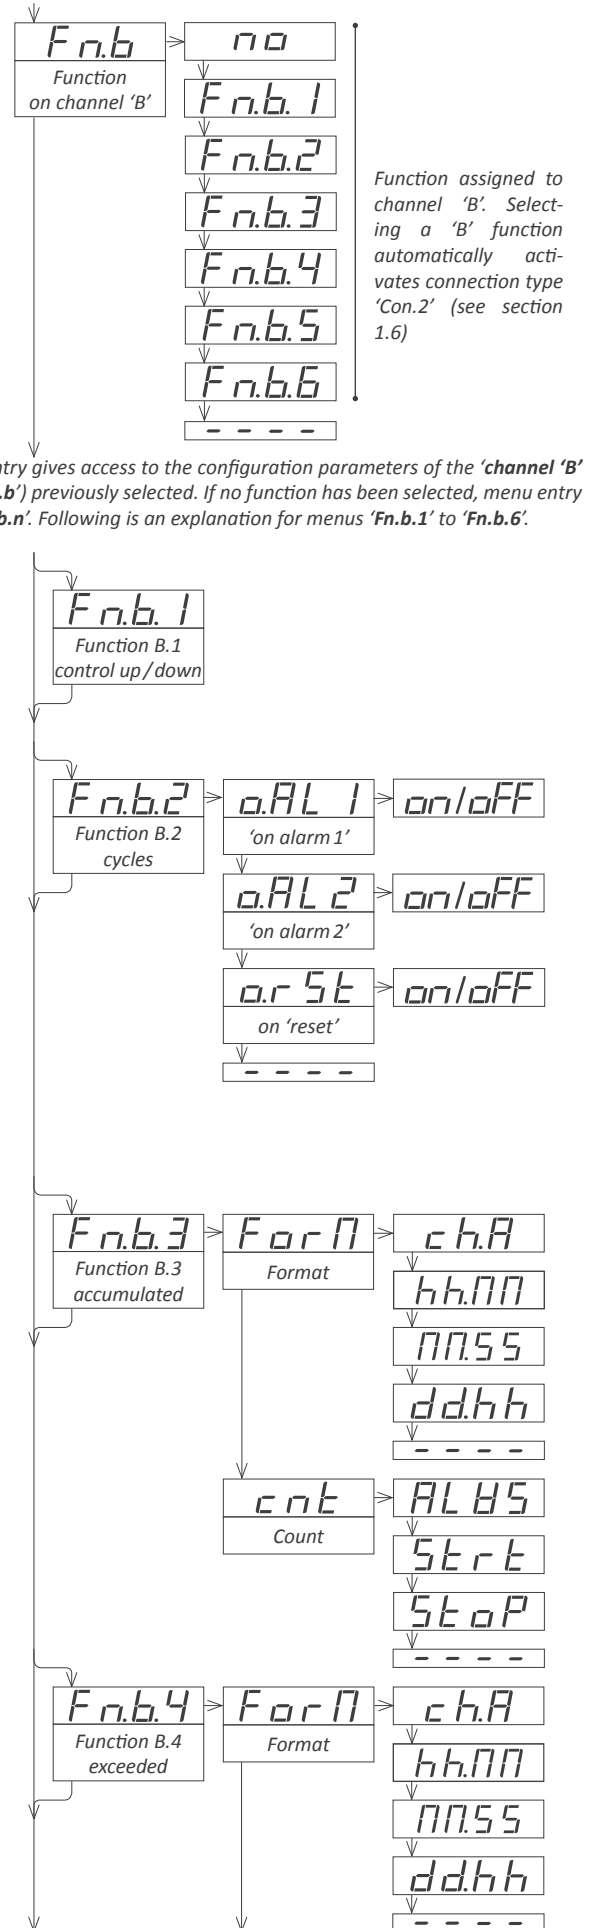 Fn.b
Function
on channel ‘B’
no
Fn.b.1
Fn.b.2
Fn.b.3
Fn.b.4
Fn.b.5
Fn.b.6
- - - -
Function assigned to
channel ‘B’. Select-
ing a ‘B’ function
automatically acti-
vates connection type
‘Con.2’ (see section
1.6)
ntry gives access to the configuration parameters of the ‘channel ‘B’
.b’) previously selected. If no function has been selected, menu entry
b.n’. Following is an explanation for menus ‘Fn.b.1’ to ‘Fn.b.6’.
Fn.b.1
Function B.1
control up/down
Fn.b.2
Function B.2
cycles
o.AL 1
‘on alarm 1’
on/oFF
o.AL 2
‘on alarm 2’
on/oFF
o.rSt
on ‘reset’
on/oFF
- - - -
Fn.b.3
Function B.3
accumulated
ForM
Format
ch.A
hh.MM
MM.SS
dd.hh
- - - -
cnt
Count
ALWS
Strt
StoP
- - - -
Fn.b.4
Function B.4
exceeded
ForM
Format
ch.A
hh.MM
MM.SS
dd.hh
- - - -